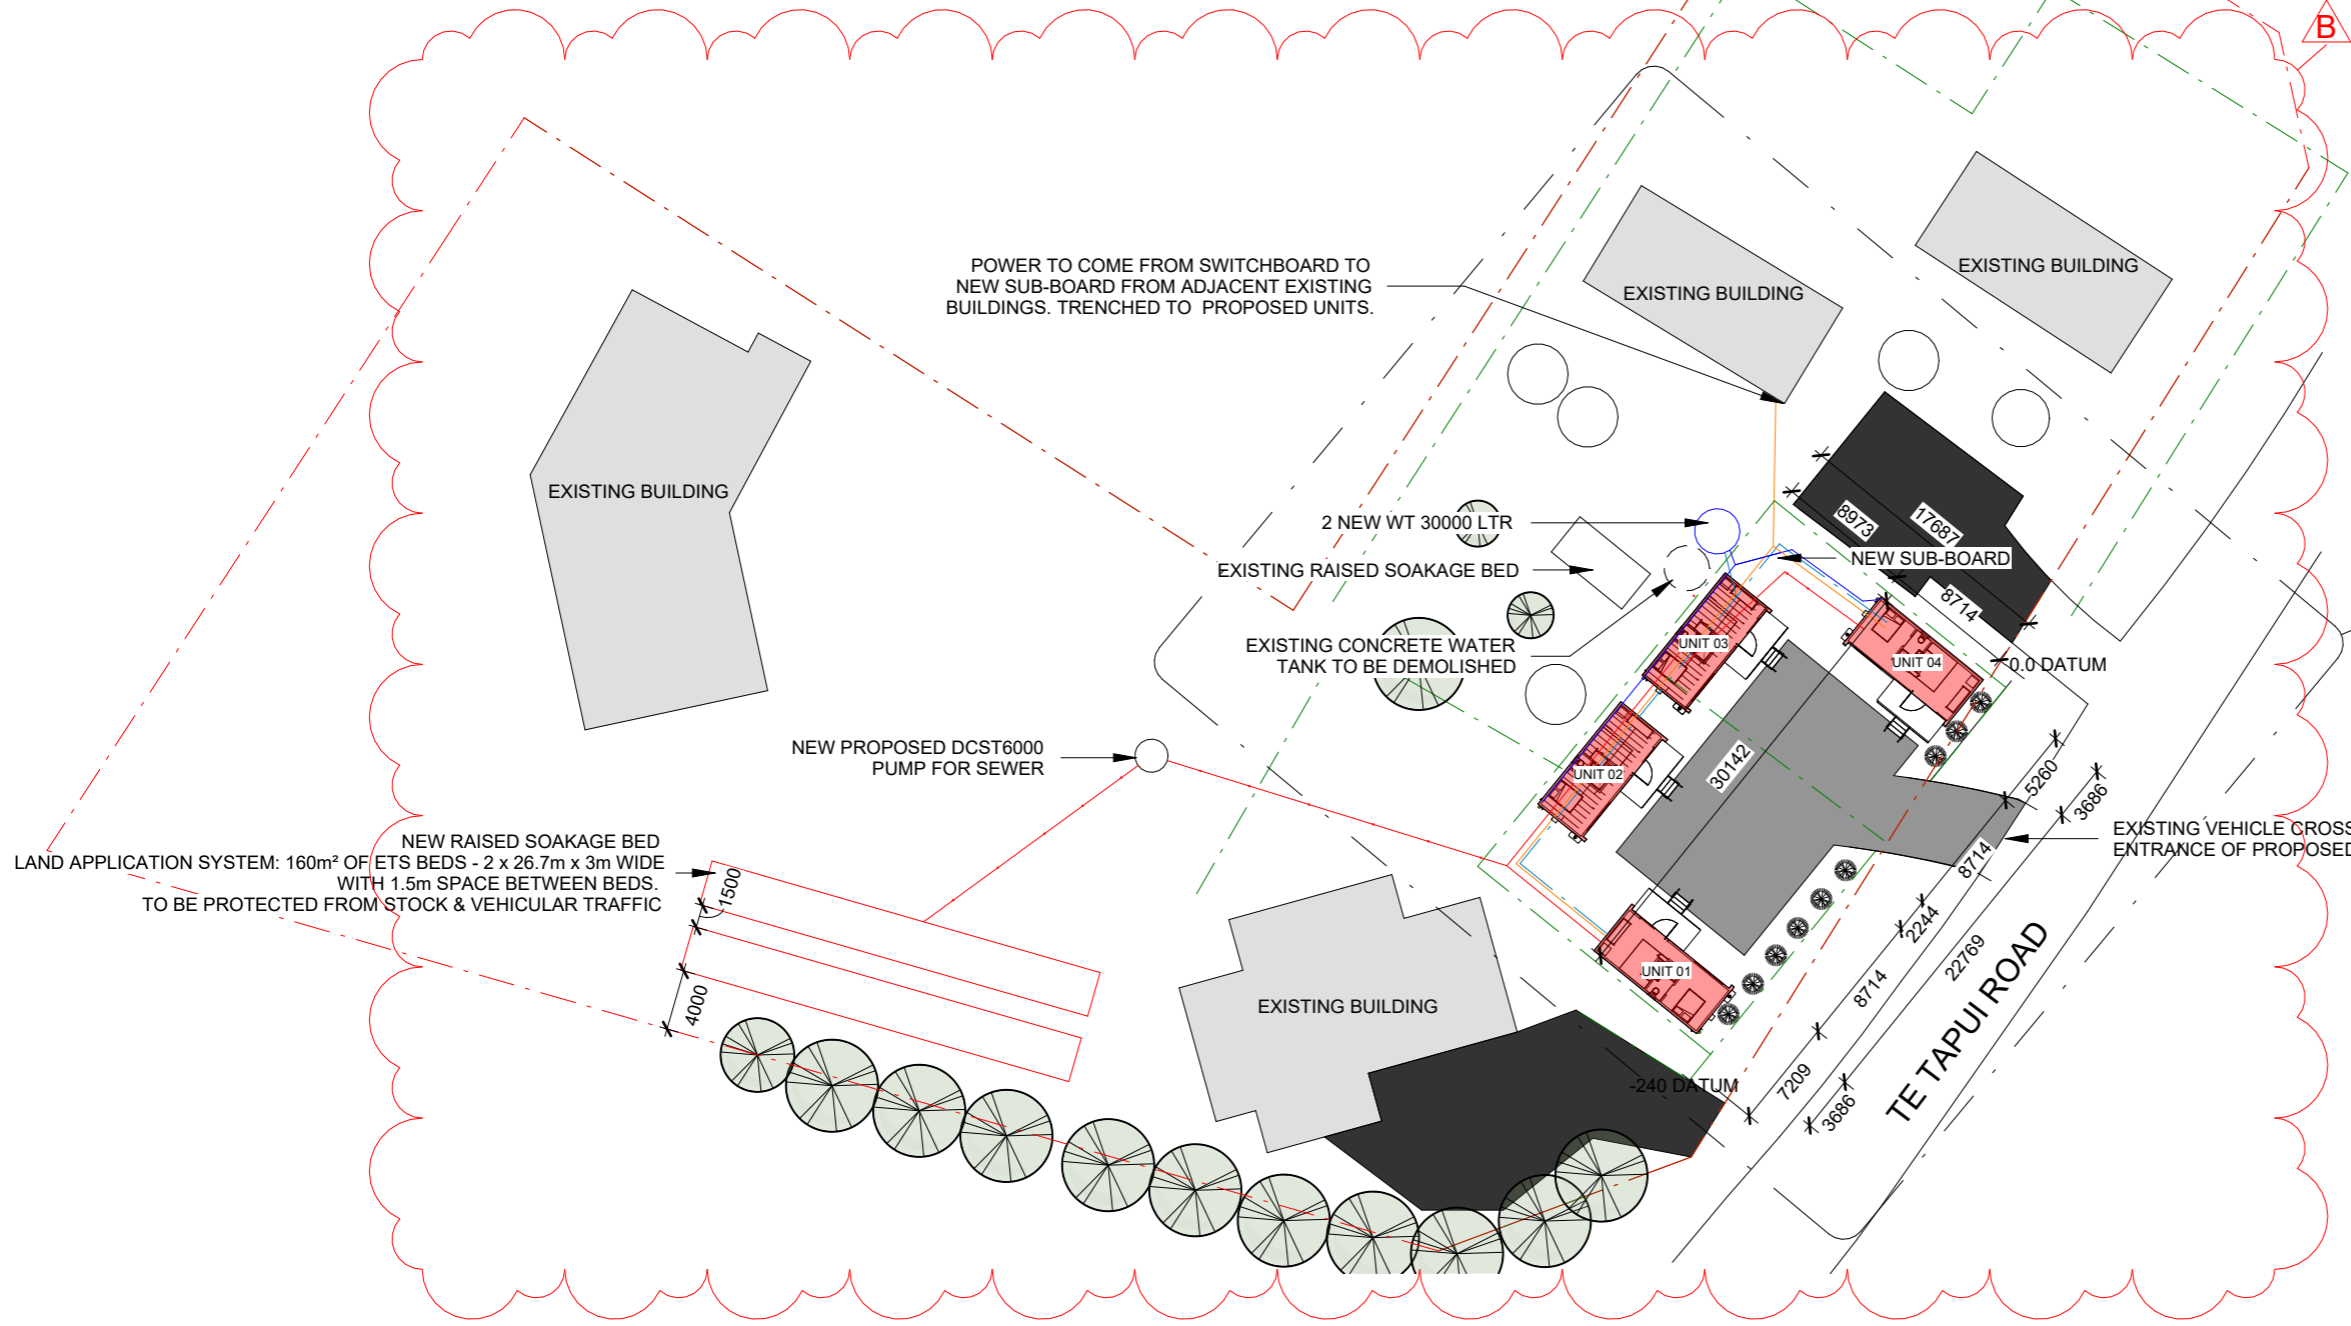 B
POWER TO COME FROM SWITCHBOARD TO
NEW SUB-BOARD FROM ADJACENT EXISTING
BUILDINGS. TRENCHED TO PROPOSED UNITS.
EXISTING BUILDING
EXISTING BUILDING
EXISTING BUILDING
2 NEW WT 30000 LTR
EXISTING RAISED SOAKAGE BED
EXISTING CONCRETE WATER
TANK TO BE DEMOLISHED
8973
17687
NEW SUB-BOARD
8714
UNIT 03
UNIT 04
0.0 DATUM
UNIT 02
30142
NEW PROPOSED DCST6000
PUMP FOR SEWER
5260
3686
EXISTING VEHICLE CROSS
ENTRANCE OF PROPOSED
8714
NEW RAISED SOAKAGE BED
LAND APPLICATION SYSTEM: 160m² OF ETS BEDS - 2 x 26.7m x 3m WIDE
WITH 1.5m SPACE BETWEEN BEDS.
TO BE PROTECTED FROM STOCK & VEHICULAR TRAFFIC
1500
4000
2244
22769
8714
UNIT 01
EXISTING BUILDING
-240 DATUM
7209
3686
TE TAPUI ROAD